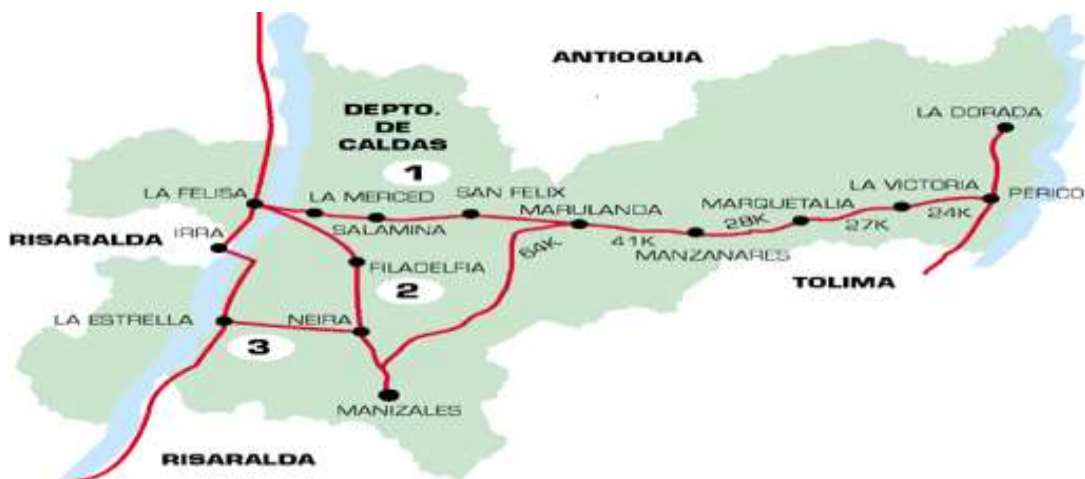 ANTIOQUIA
DEPTO.
DE
CALDAS
1
LA DORADA
LA FELISA
LA MERCED
SAN FELIX
LA VICTORIA
PERICO
MARULANDA
MARQUETALIA
SALAMINA
RISARALDA
IRRA
54K
41K
28K
27K
24K
MANZANARES
FILADELFIA
TOLIMA
2
LA ESTRELLA
NEIRA
3
MANIZALES
RISARALDA